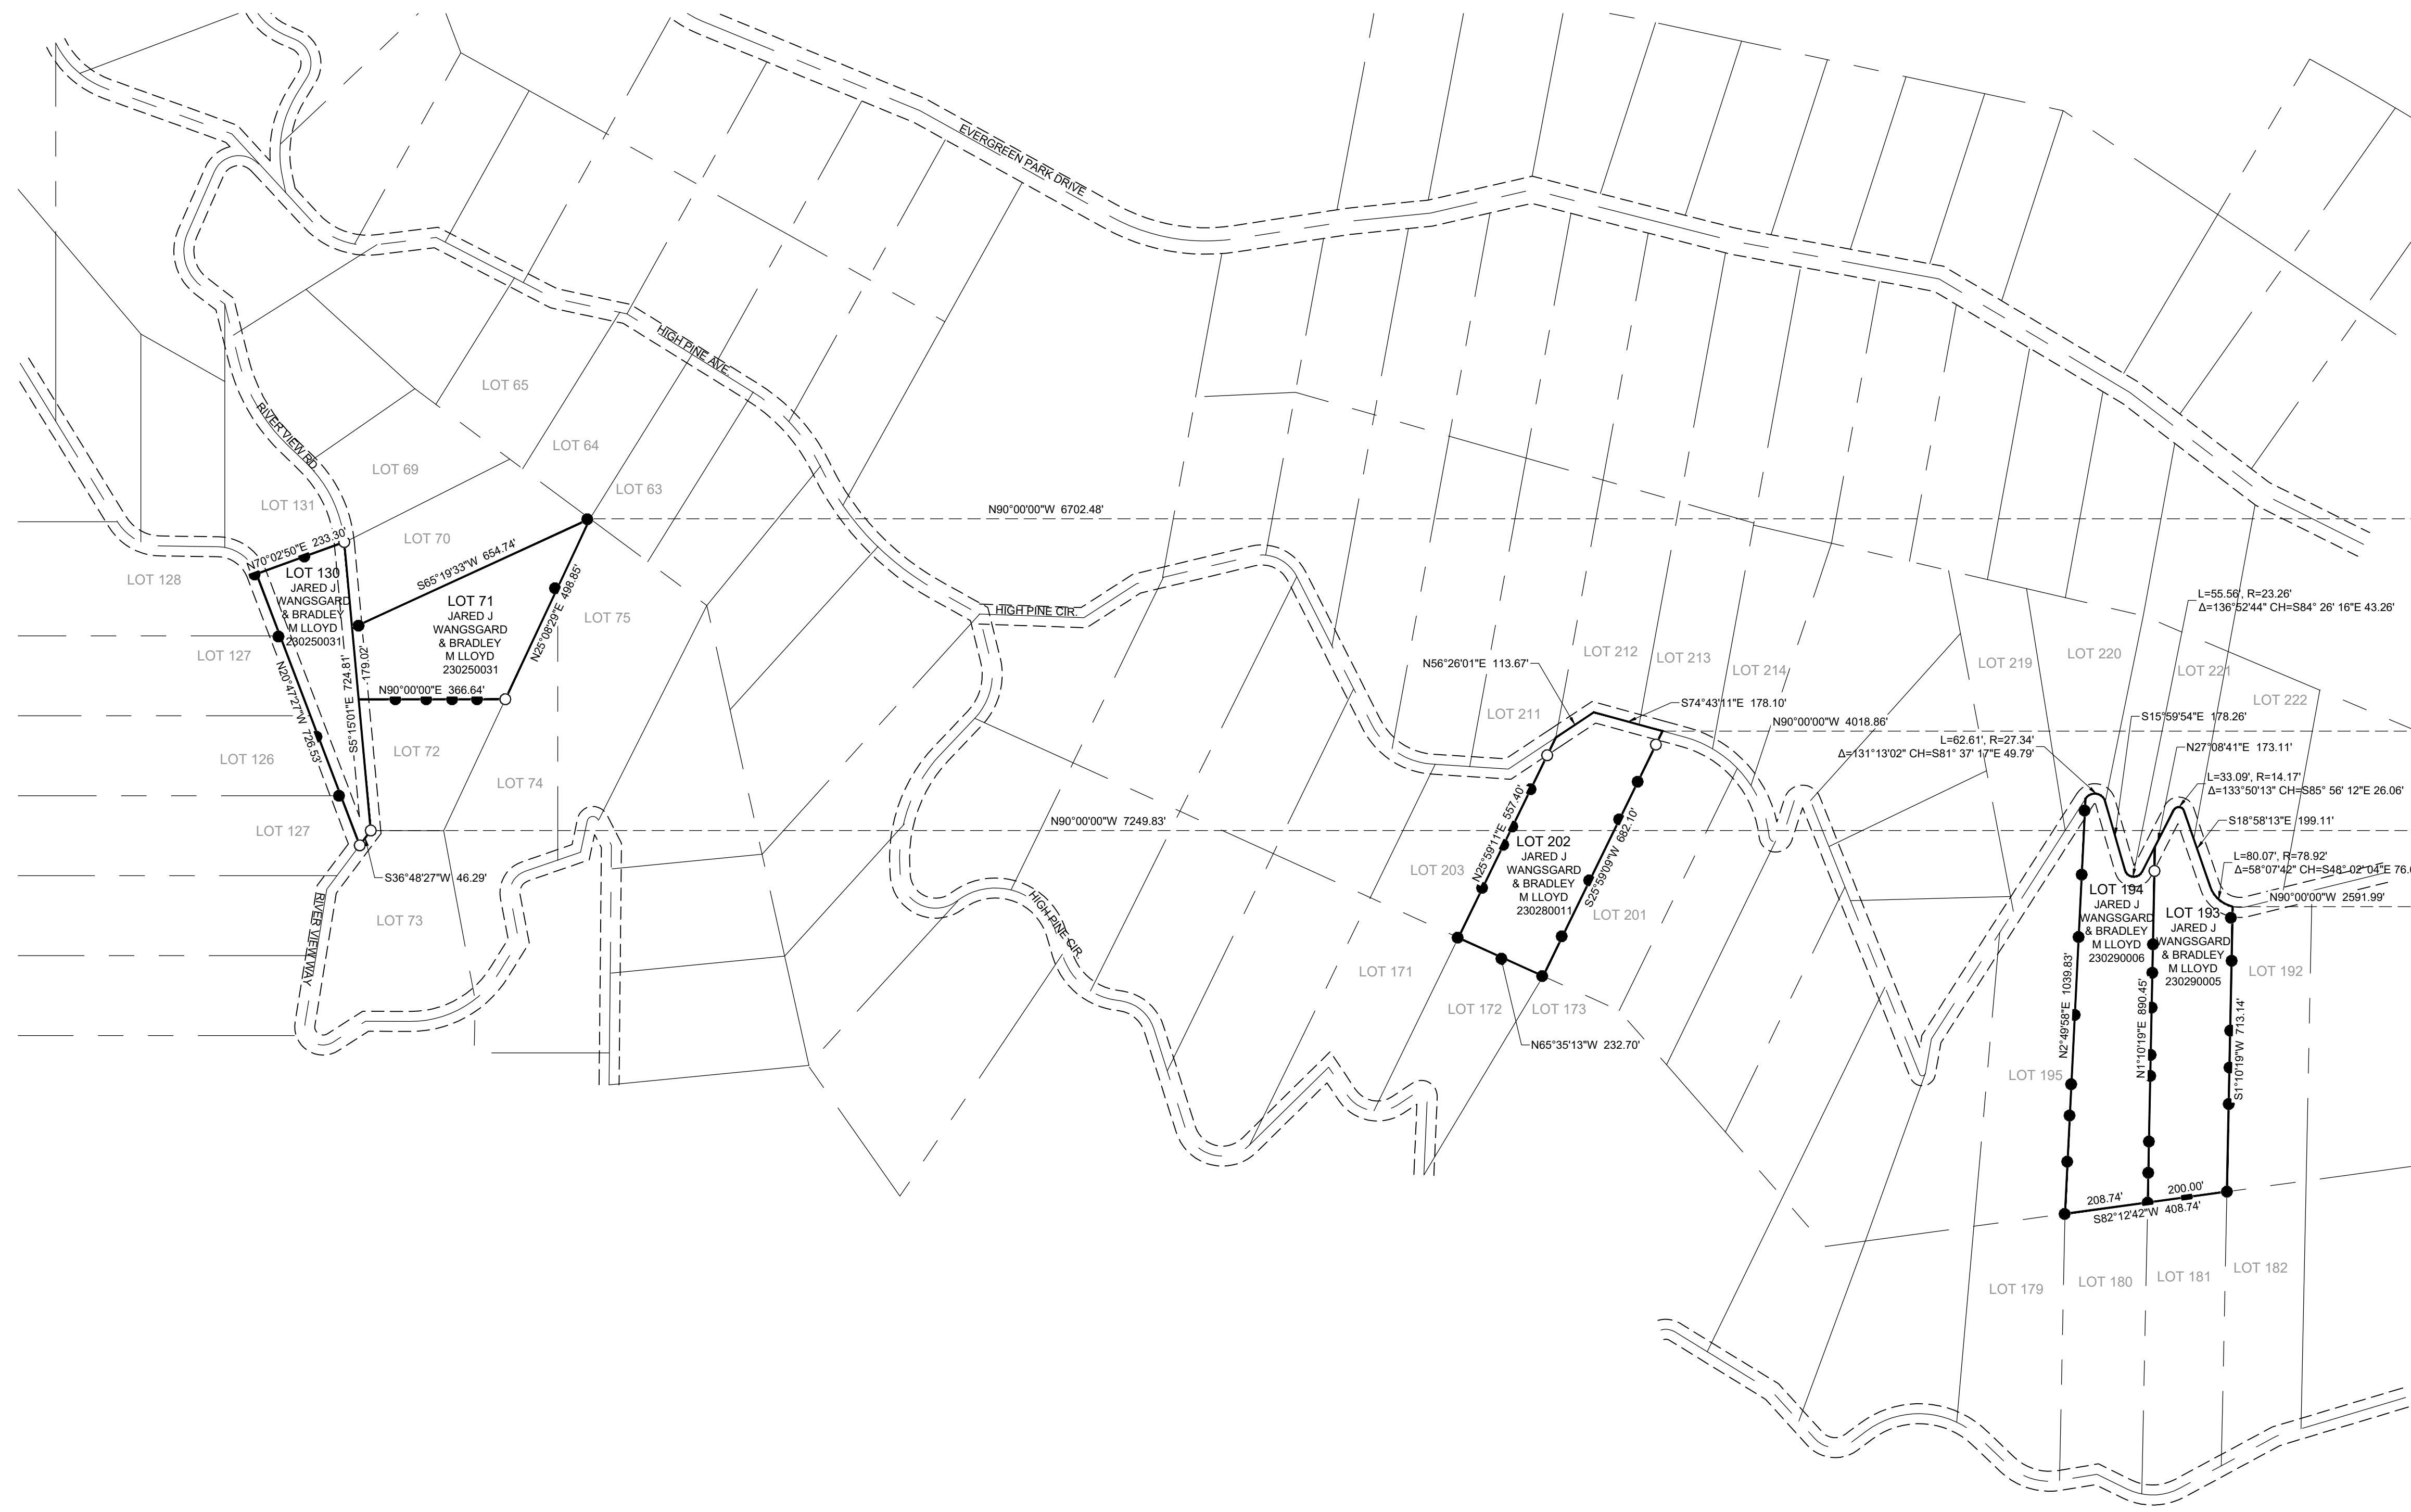 EVERGREEN PARK DRIVE
HIGH PINE AVE.
LOT 65
RIVER VIEW RD
LOT 64
LOT 69
LOT 63
LOT 131
N90°00'00"W 6702.48'
LOT 70
N70°02'50"E 233.30'
S65°19'33"W 654.74'
LOT 128
LOT 130
JARED J
WANGSGARD
& BRADLEY
M LLOYD
230250031
LOT 71
JARED J
WANGSGARD
& BRADLEY
M LLOYD
230250031
N25°08'29"E 498.85'
LOT 75
HIGH PINE CIR.
LOT 127
N20°47'27"W 726.53'
S5°15'01"E 724.81'
179.02'
N90°00'00"E 366.64'
LOT 72
LOT 126
LOT 74
LOT 127
S36°48'27"W 46.29'
LOT 73
RIVER VIEW WAY
N90°00'00"W 7249.83'
HIGH PINE CIR.
LOT 212
LOT 213
LOT 214
N56°26'01"E 113.67'
S74°43'11"E 178.10'
LOT 211
N90°00'00"W 4018.86'
N25°59'11"E 557.40'
S25°59'09"W 682.10'
LOT 203
LOT 202
JARED J
WANGSGARD
& BRADLEY
M LLOYD
230280011
LOT 201
LOT 171
LOT 172
LOT 173
N65°35'13"W 232.70'
L=55.56', R=23.26'
Δ=136°52'44" CH=S84° 26' 16"E 43.26'
LOT 219
LOT 220
LOT 221
LOT 222
S15°59'54"E 178.26'
L=62.61', R=27.34'
Δ=131°13'02" CH=S81° 37' 17"E 49.79'
N27°08'41"E 173.11'
L=33.09', R=14.17'
Δ=133°50'13" CH=S85° 56' 12"E 26.06'
S18°58'13"E 199.11'
L=80.07', R=78.92'
Δ=58°07'42" CH=S48° 02' 04"E 76.
N90°00'00"W 2591.99'
LOT 194
JARED J
WANGSGARD
& BRADLEY
M LLOYD
230290006
LOT 193
JARED J
WANGSGARD
& BRADLEY
M LLOYD
230290005
LOT 192
N2°49'58"E 1039.83'
N1°10'19"E 890.45'
S1°10'19"W 713.14'
LOT 195
208.74'
200.00'
S82°12'42"W 408.74'
LOT 179
LOT 180
LOT 181
LOT 182